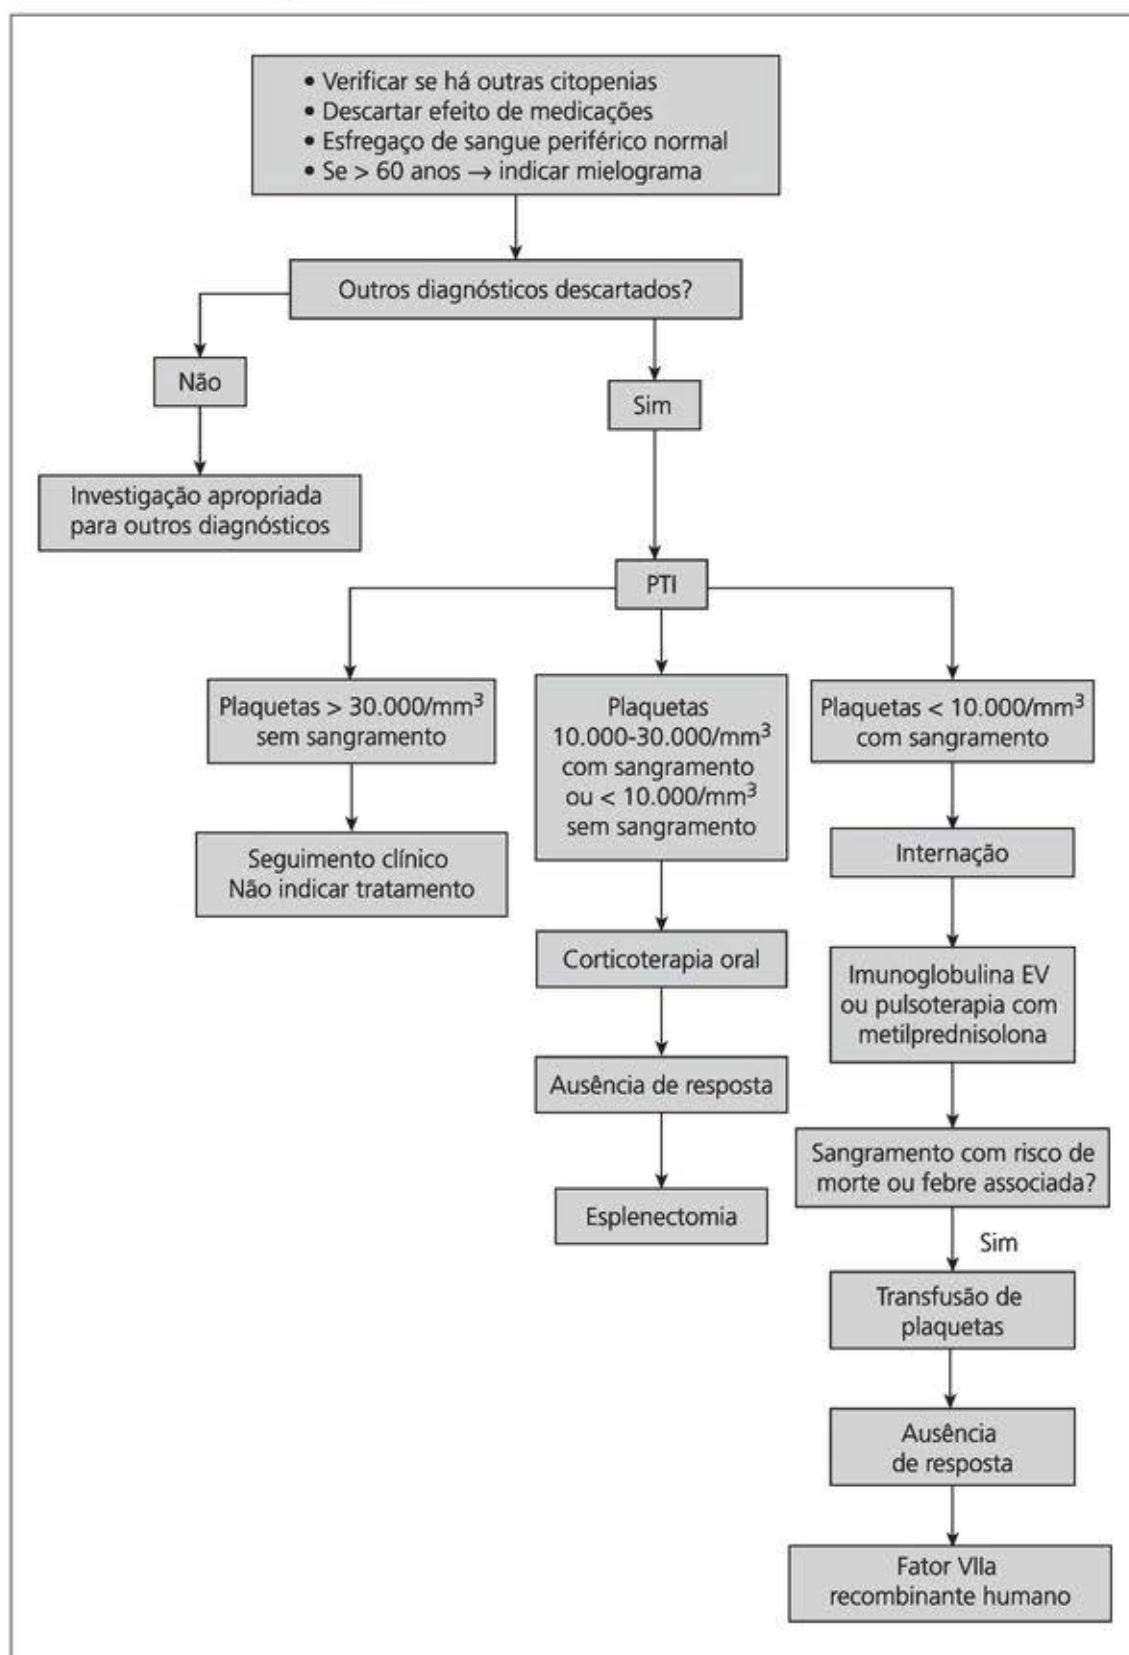 • Verificar se há outras citopenias
• Descartar efeito de medicações
• Esfregaço de sangue periférico normal
• Se > 60 anos → indicar mielograma
Outros diagnósticos descartados?
Não
Sim
Investigação apropriada
para outros diagnósticos
PTI
Plaquetas > 30.000/mm³
sem sangramento
Seguimento clínico
Não indicar tratamento
Plaquetas
10.000-30.000/mm³
com sangramento
ou < 10.000/mm³
sem sangramento
Corticoterapia oral
Ausência de resposta
Esplenectomia
Plaquetas < 10.000/mm³
com sangramento
Internação
Imunoglobulina EV
ou pulsoterapia com
metilprednisolona
Sangramento com risco de
morte ou febre associada?
Sim
Transfusão de
plaquetas
Ausência
de resposta
Fator VIIa
recombinante humano